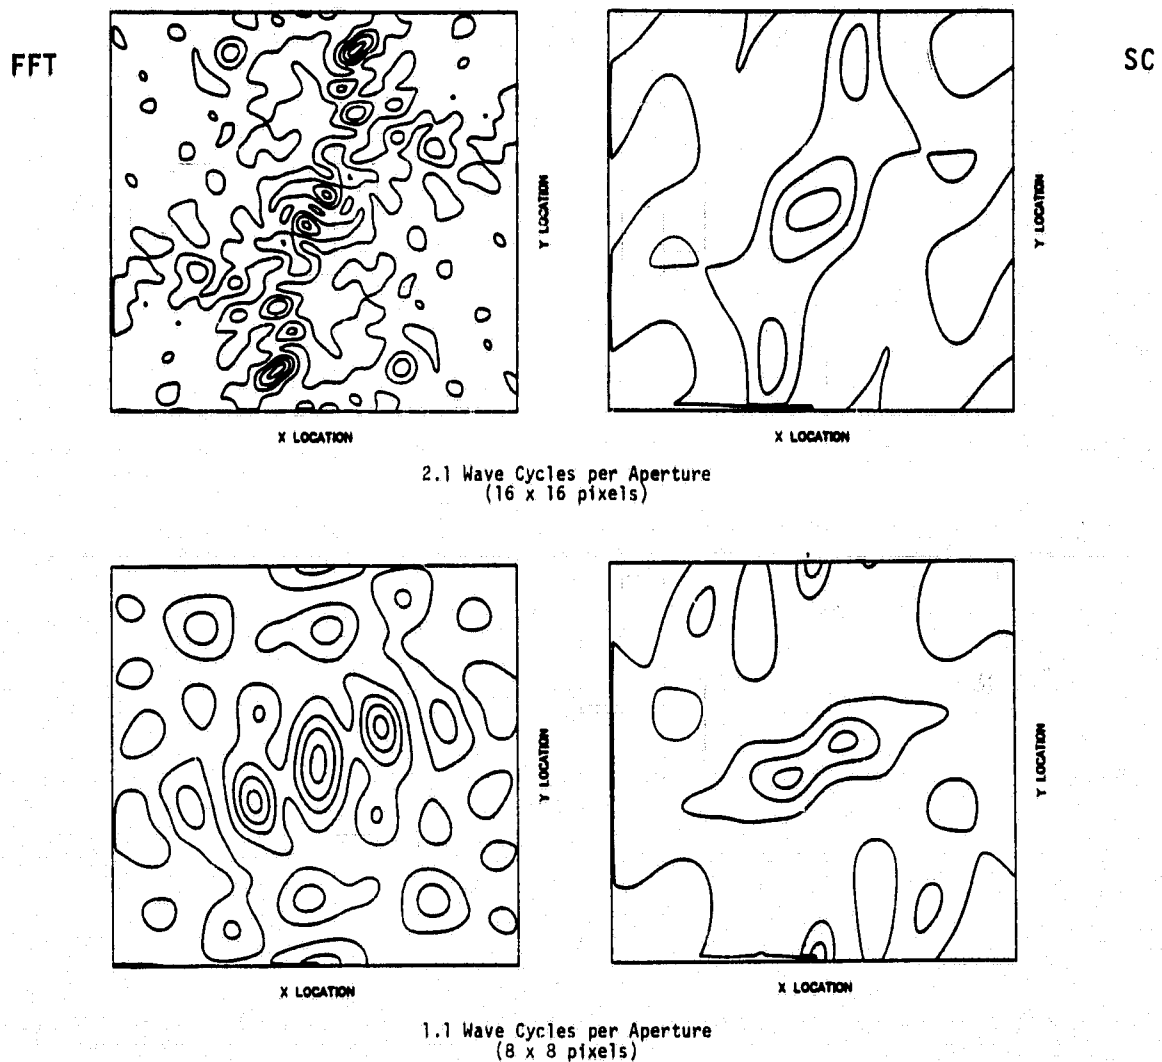 FFT
SC
Y LOCATION
Y LOCATION
X LOCATION
X LOCATION
2.1 Wave Cycles per Aperture
(16 x 16 pixels)
Y LOCATION
Y LOCATION
X LOCATION
X LOCATION
1.1 Wave Cycles per Aperture
(8 x 8 pixels)